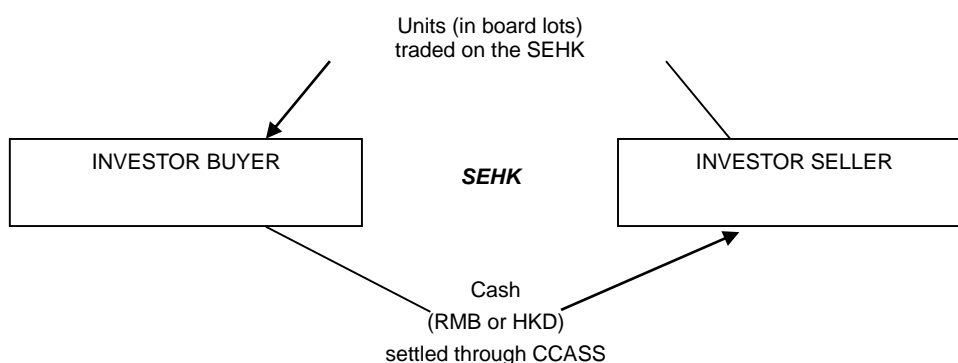 Units (in board lots)
traded on the SEHK
INVESTOR BUYER
SEHK
INVESTOR SELLER
Cash
(RMB or HKD)
settled through CCASS